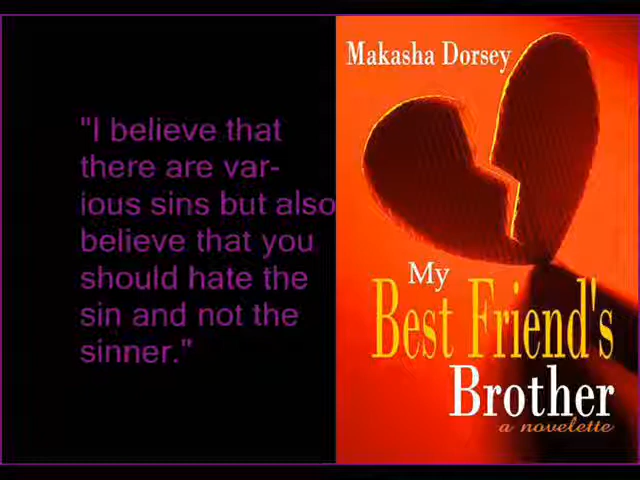 "I believe that
there are var-
ious sins but also
believe that you
should hate the
sin and not the
sinner."
Makasha Dorsey
My
Best Friend's
Brother
a novelette